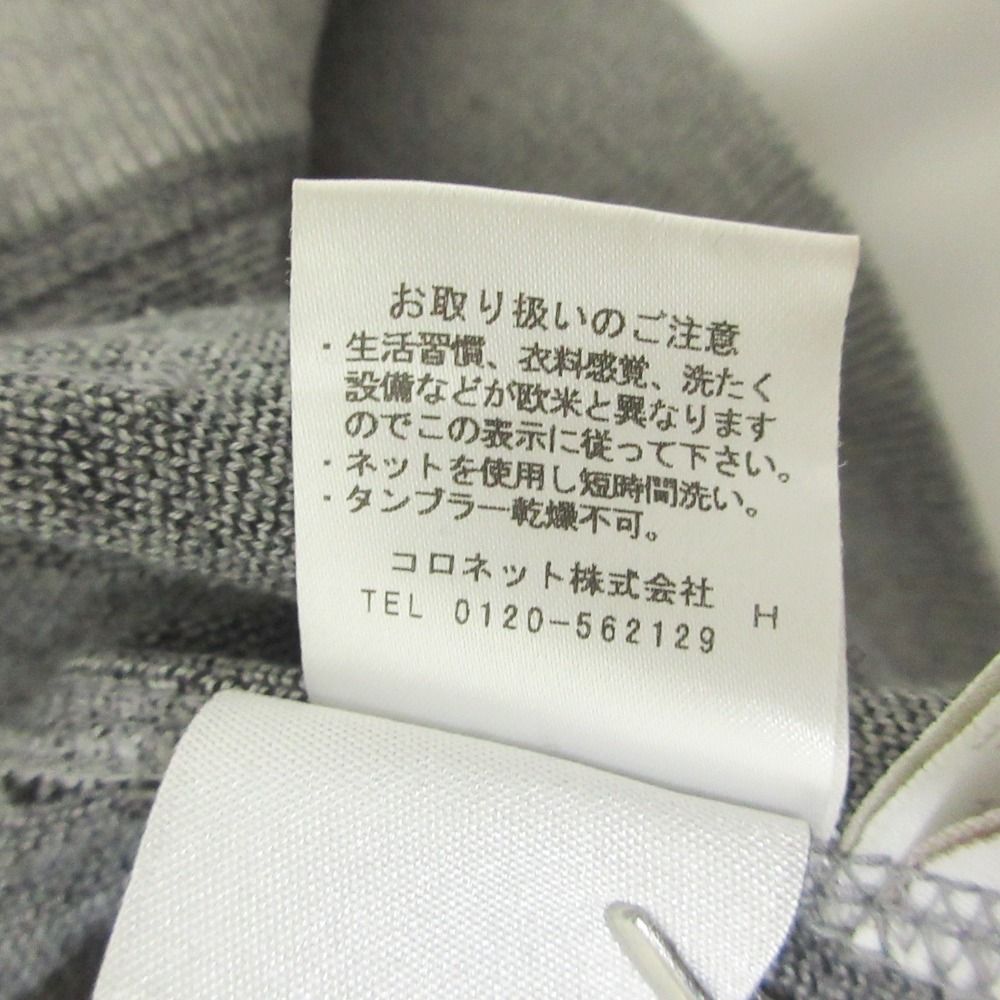 お取り扱いのご注意
・生活習慣、衣料感覚、洗たく
設備などが欧米と異なります
のでこの表示に従って下さい。
・ネットを使用し短時間洗い。
・タンブラー乾燥不可。
コロネット株式会社 H
TEL 0120-562129